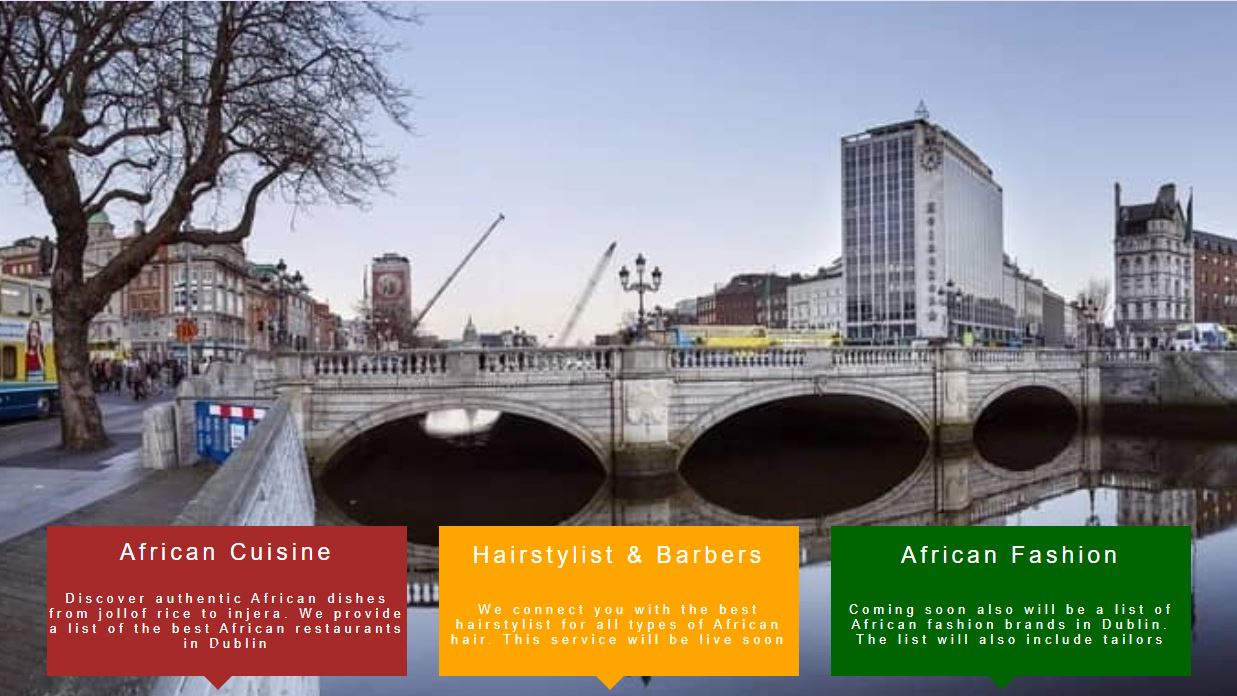 African Cuisine
Discover authentic African dishes
from jollof rice to injera. We provide
a list of the best African restaurants
in Dublin
Hairstylist & Barbers
We connect you with the best
hairstylist for all types of African
hair. This service will be live soon
African Fashion
Coming soon also will be a list of
African fashion brands in Dublin.
The list will also include tailors